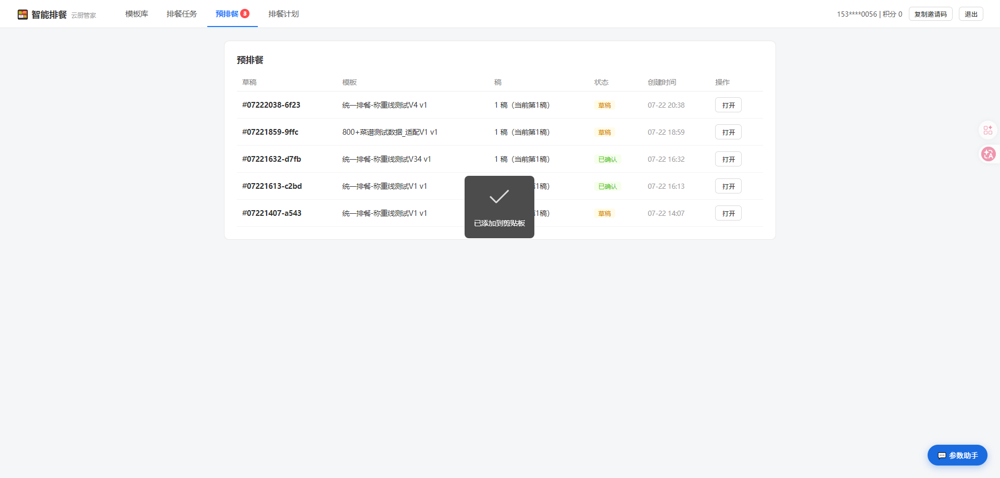 智能排餐 云厨管家 模板库 排餐任务 预排餐 3 排餐计划 153****0056 | 积分 0 复制邀请码 退出
预排餐
草稿 模板 稿 状态 创建时间 操作
#07222038-6f23 统一排餐-称重线测试V4 v1 1 稿（当前第1稿） 草稿 07-22 20:38 打开
#07221859-9ffc 800+菜谱测试数据_适配V1 v1 1 稿（当前第1稿） 草稿 07-22 18:59 打开
#07221632-d7fb 统一排餐-称重线测试V34 v1 1 稿（当前第1稿） 已确认 07-22 16:32 打开
#07221613-c2bd 统一排餐-称重线测试V1 v1 1稿） 已确认 07-22 16:13 打开
#07221407-a543 统一排餐-称重线测试V1 v1 1稿） 草稿 07-22 14:07 打开
已添加到剪贴板
参数助手